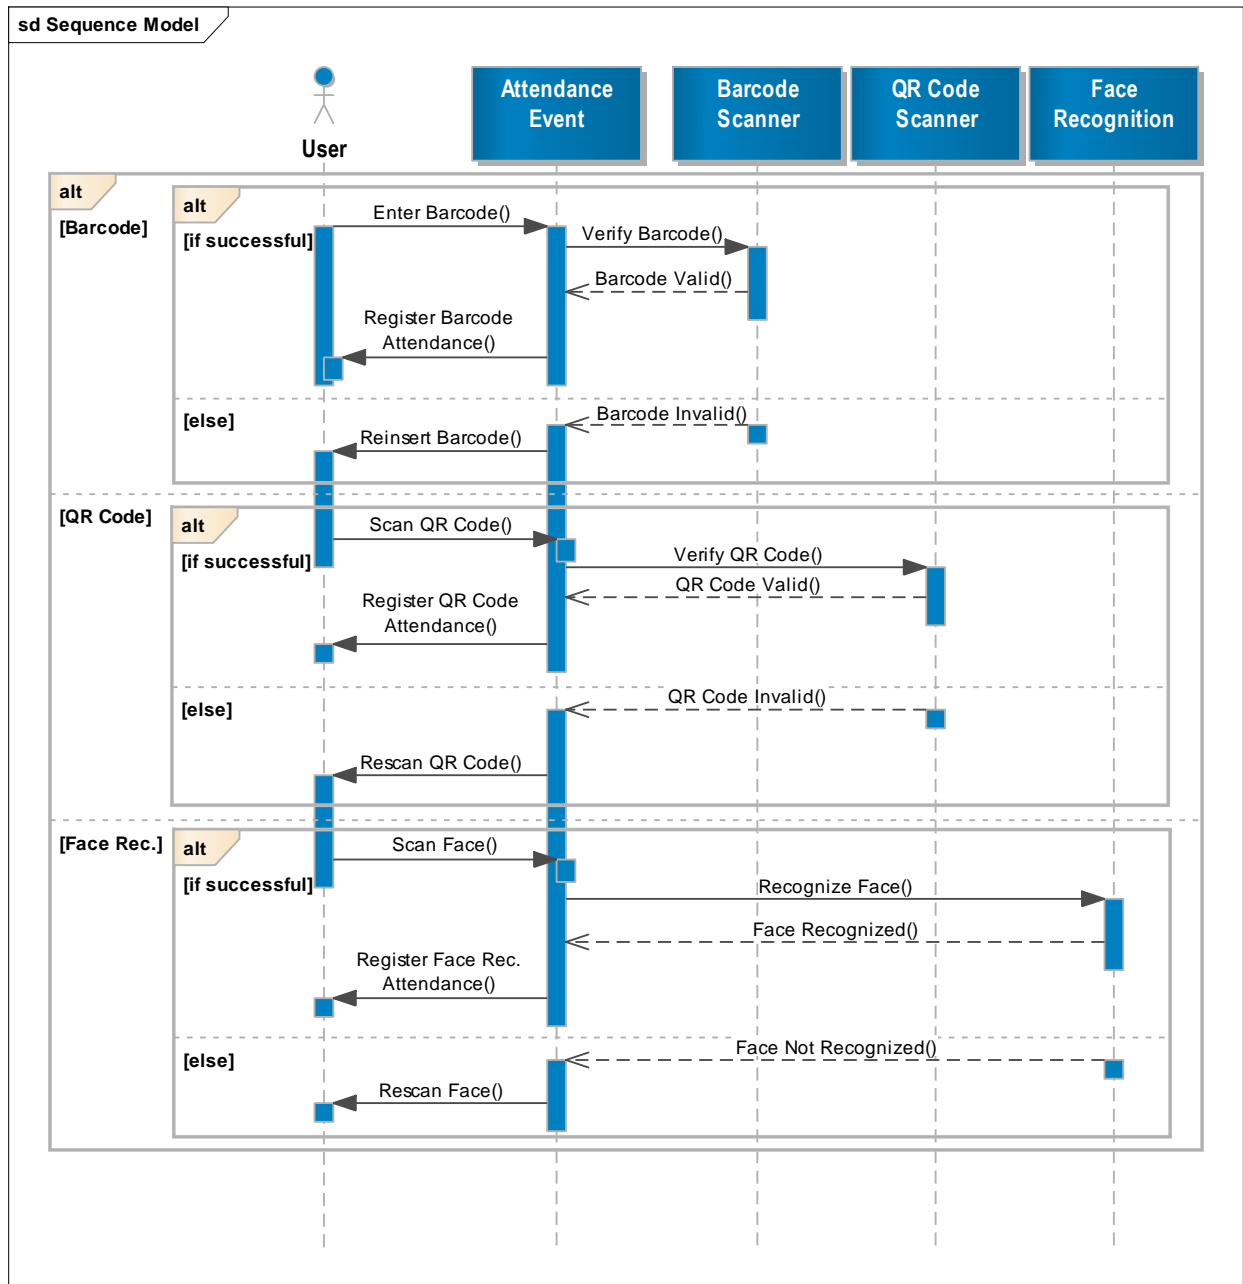 sd Sequence Model
User
Attendance
Event
Barcode
Scanner
QR Code
Scanner
Face
Recognition
alt
[Barcode]
alt
[if successful]
Enter Barcode()
Verify Barcode()
Barcode Valid()
Register Barcode
Attendance()
[else]
Barcode Invalid()
Reinsert Barcode()
[QR Code]
alt
[if successful]
Scan QR Code()
Verify QR Code()
QR Code Valid()
Register QR Code
Attendance()
[else]
QR Code Invalid()
Rescan QR Code()
[Face Rec.]
alt
[if successful]
Scan Face()
Recognize Face()
Face Recognized()
Register Face Rec.
Attendance()
[else]
Face Not Recognized()
Rescan Face()